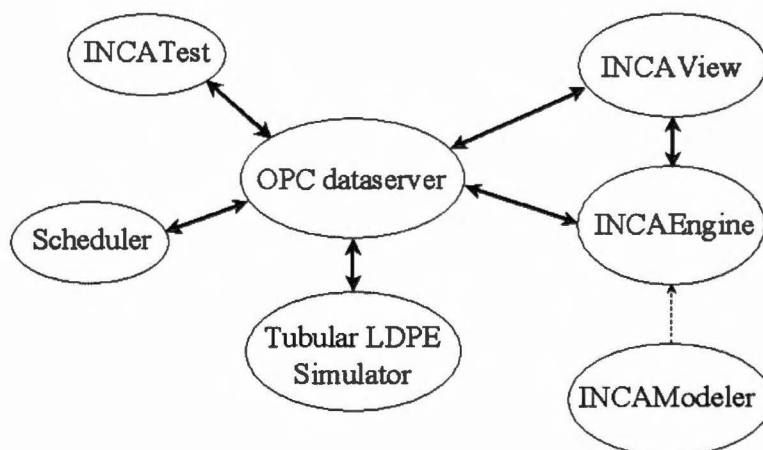 INCATest
INCAView
OPC dataserver
INCAEngine
Scheduler
Tubular LDPE
Simulator
INCAModeler